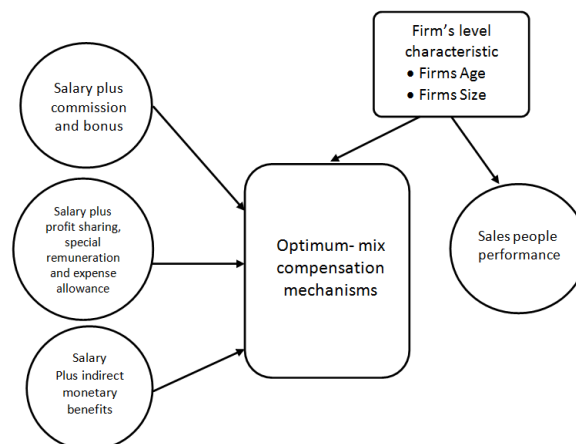 Firm's level
characteristic
• Firms Age
• Firms Size
Salary plus
commission
and bonus
Salary plus
profit sharing,
special
remuneration
and expense
allowance
Optimum- mix
compensation
mechanisms
Sales people
performance
Salary
Plus indirect
monetary
benefits